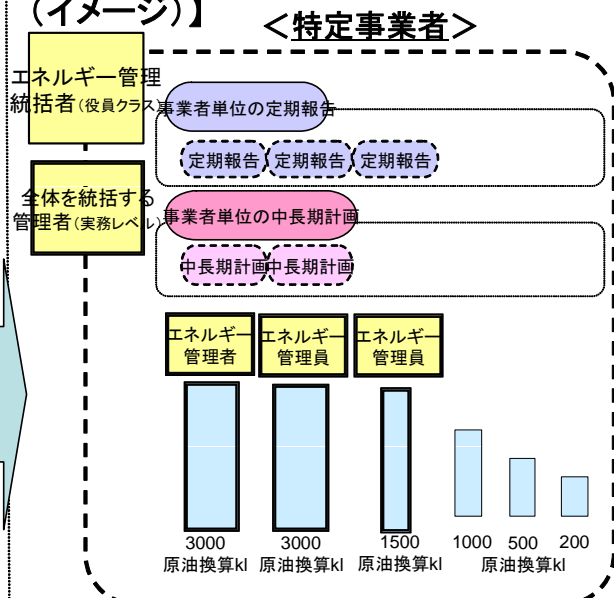 (イメージ)】
＜特定事業者＞
エネルギー管理
統括者(役員クラス)
事業者単位の定期報告
定期報告 定期報告 定期報告
全体を統括する
管理者(実務レベル)
事業者単位の中長期計画
中長期計画 中長期計画
エネルギー
管理者
エネルギー
管理員
エネルギー
管理員
3000
原油換算kl
3000
原油換算kl
1500
原油換算kl
1000 500 200
原油換算kl